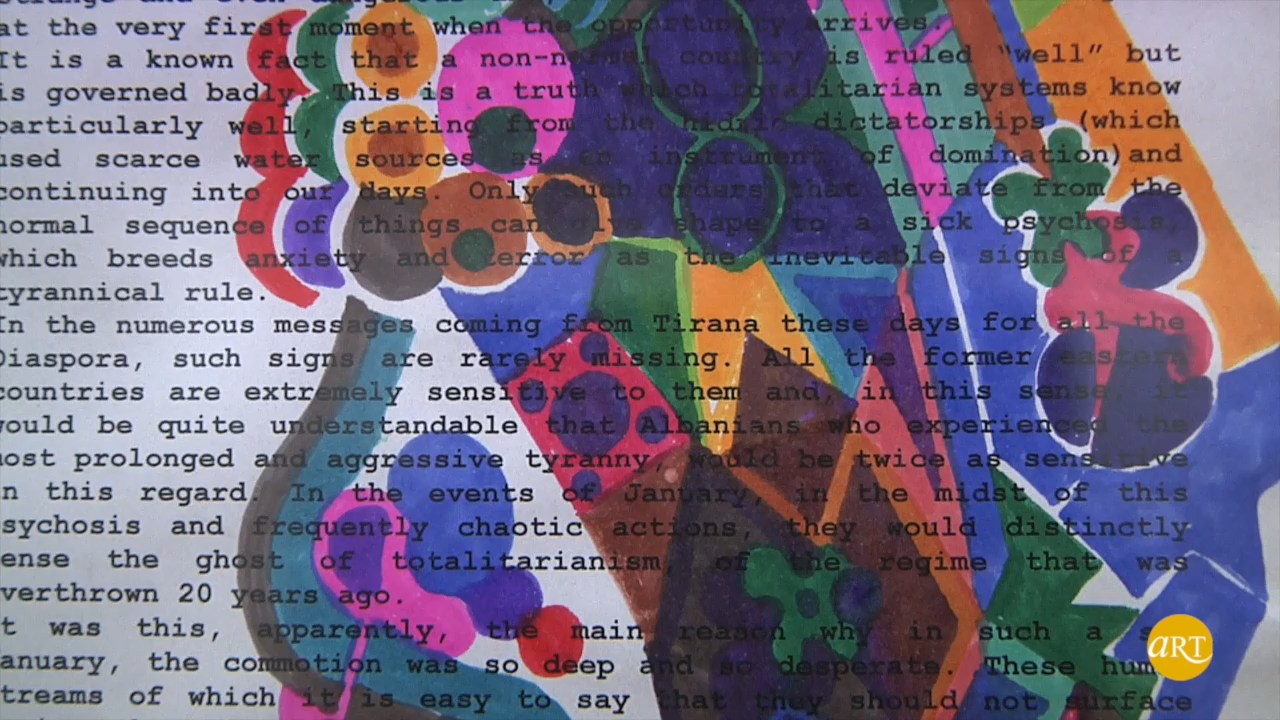 at the very first moment when the opportunity arrives.
It is a known fact that a non-normal country is ruled “well” but
is governed badly. This is a truth which totalitarian systems know
particularly well, starting from the hidric dictatorships (which
used scarce water sources as an instrument of domination)and
continuing into our days. Only such orders that deviate from the
normal sequence of things can give shape to a sick psychosis,
which breeds anxiety and terror as the inevitable signs of a
tyrannical rule.
In the numerous messages coming from Tirana these days for all the
Diaspora, such signs are rarely missing. All the former eastern
countries are extremely sensitive to them and, in this sense, it
would be quite understandable that Albanians who experienced the
most prolonged and aggressive tyranny, would be twice as sensitive
in this regard. In the events of January, in the midst of this
psychosis and frequently chaotic actions, they would distinctly
sense the ghost of totalitarianism, of the regime that was
overthrown 20 years ago.
It was this, apparently, the main reason why in such a
January, the commotion was so deep and so desperate. These
streams of which it is easy to say that they should not surface
ART